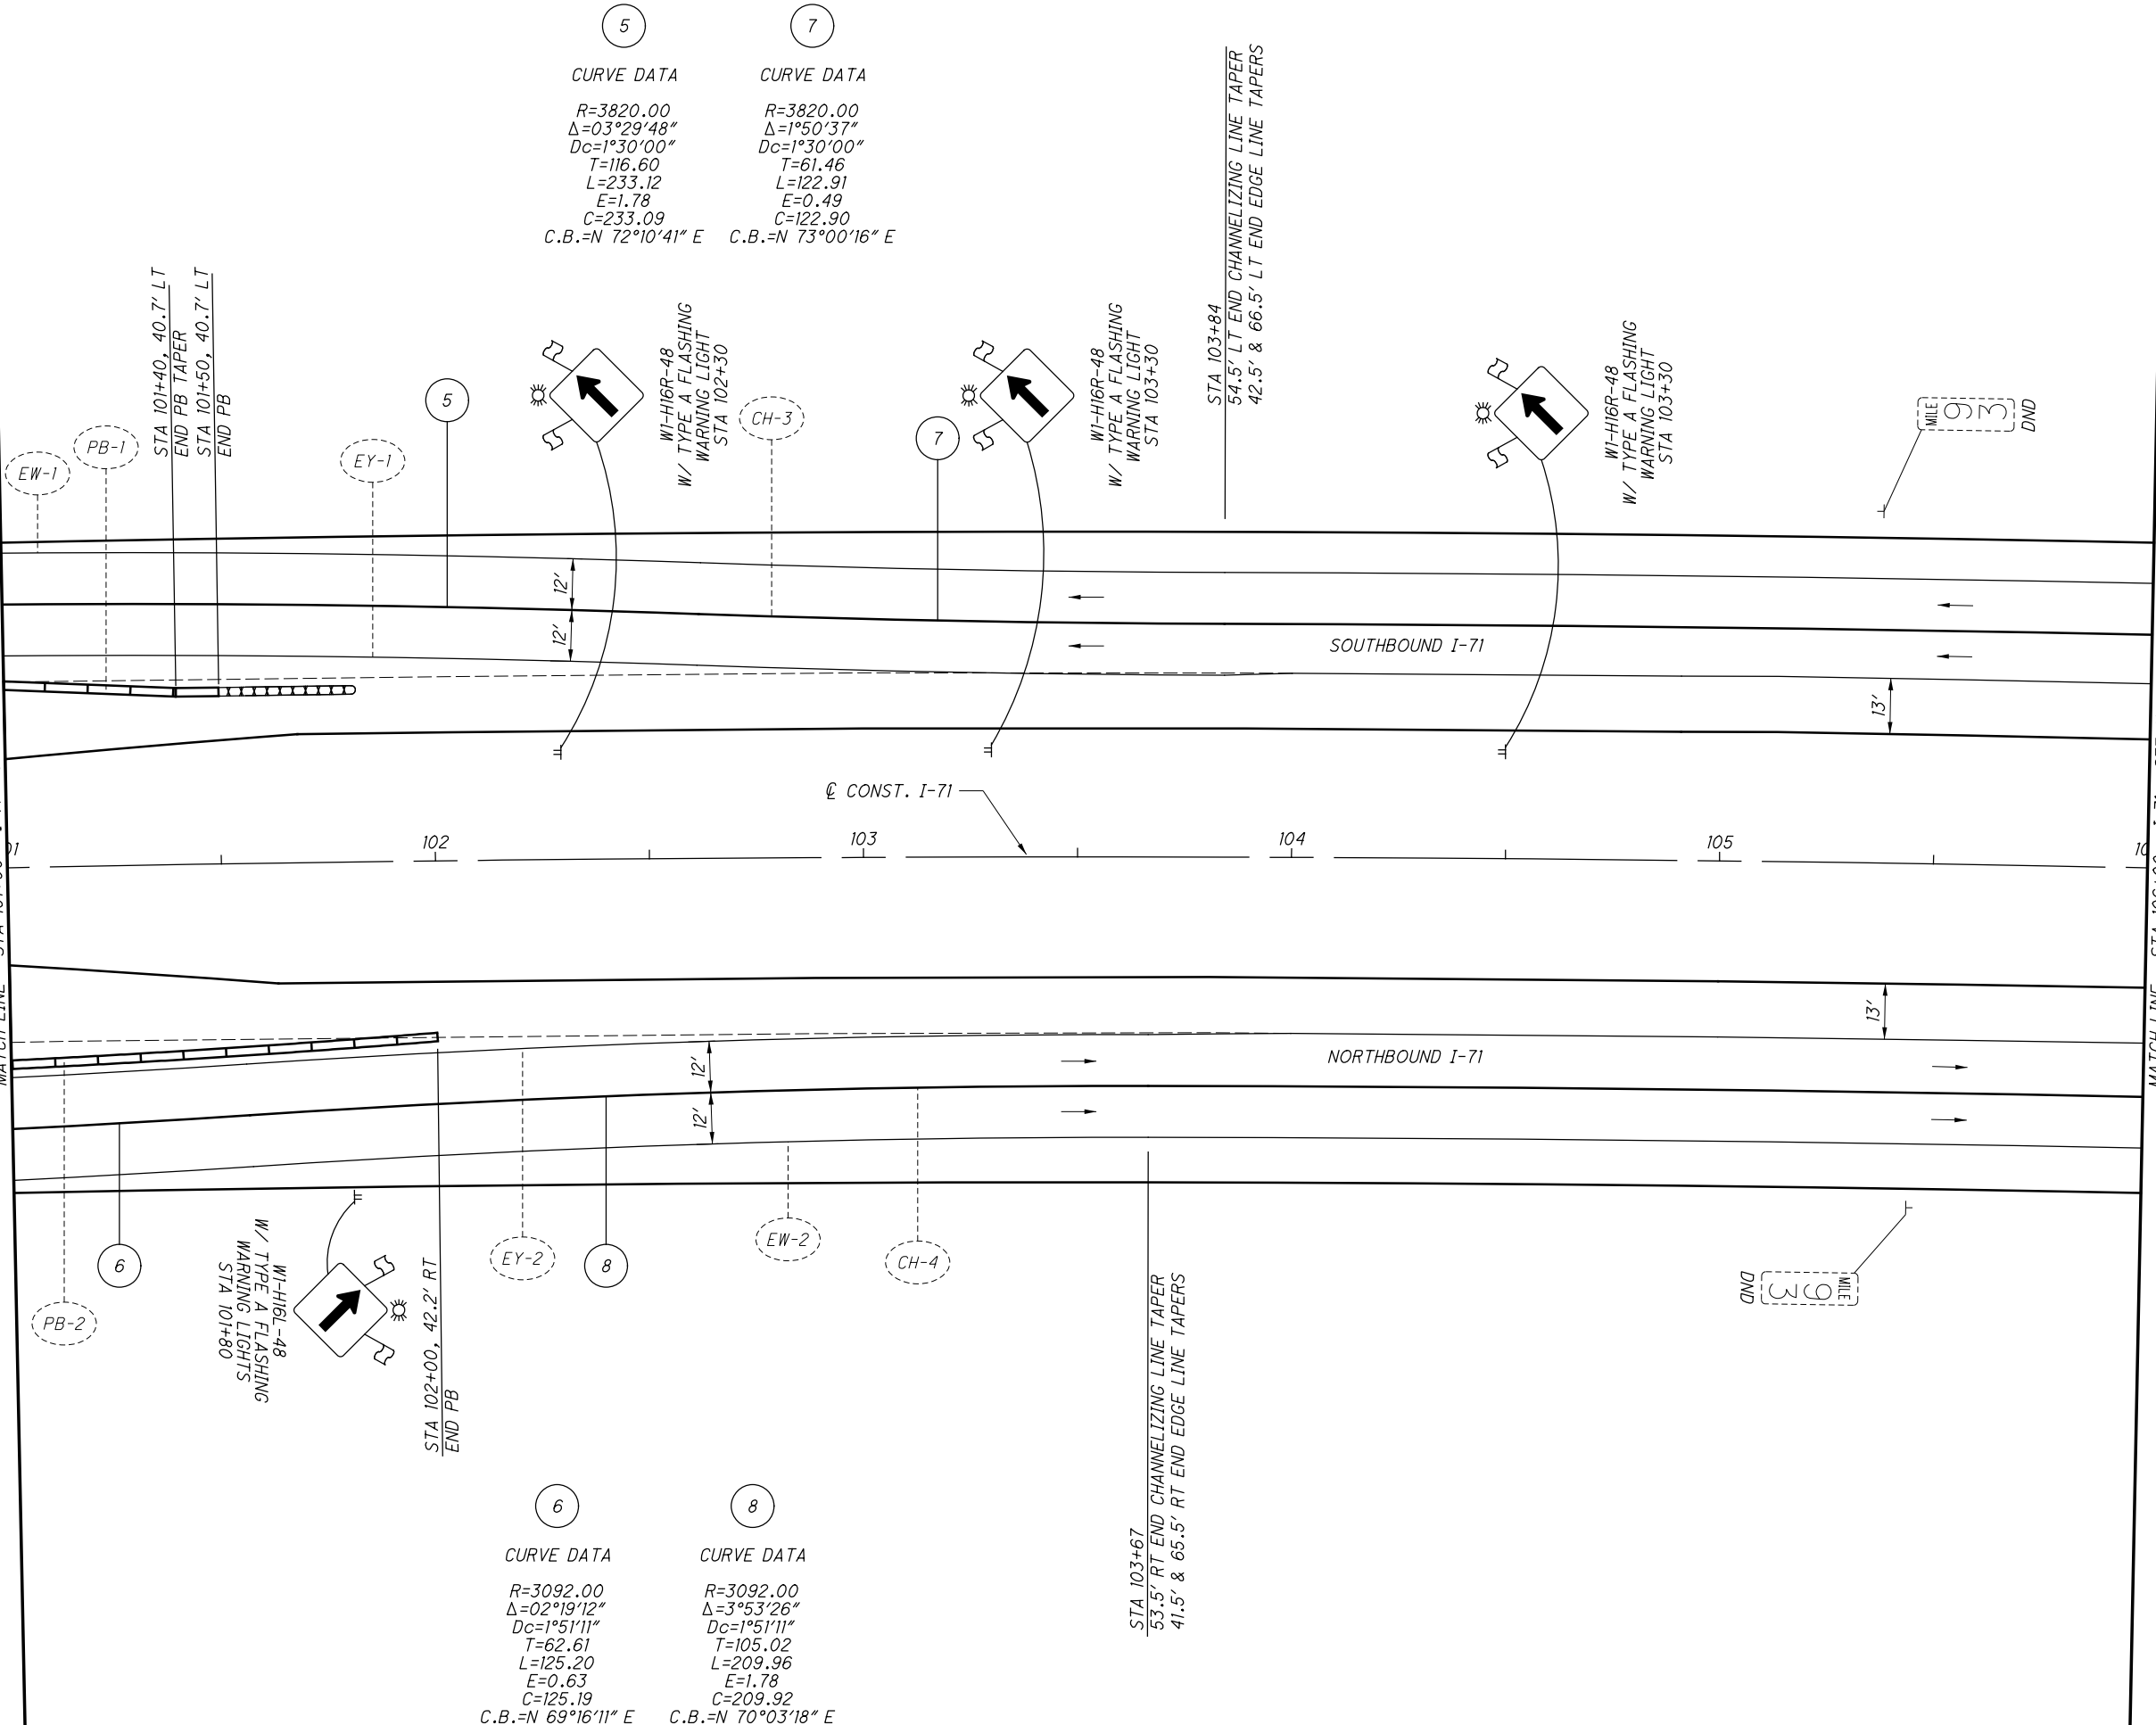 5
CURVE DATA
R=3820.00
Δ=03°29'48"
Dc=1°30'00"
T=116.60
L=233.12
E=1.78
C=233.09
C.B.=N 72°10'41" E
7
CURVE DATA
R=3820.00
Δ=1°50'37"
Dc=1°30'00"
T=61.46
L=122.91
E=0.49
C=122.90
C.B.=N 73°00'16" E
STA 103+84
54.5' LT END CHANNELIZING LINE TAPER
42.5' & 66.5' LT END EDGE LINE TAPERS
STA 101+40, 40.7' LT
END PB TAPER
STA 101+50, 40.7' LT
END PB
EW-1
PB-1
EY-1
5
W1-H16R-48
W/ TYPE A FLASHING
WARNING LIGHT
STA 102+30
CH-3
7
W1-H16R-48
W/ TYPE A FLASHING
WARNING LIGHT
STA 103+30
W1-H16R-48
W/ TYPE A FLASHING
WARNING LIGHT
STA 103+30
MILE
93
DND
12'
12'
SOUTHBOUND I-71
13'
℄ CONST. I-71
102
103
104
105
MATCH LINE
MATCH LINE
13'
12'
12'
NORTHBOUND I-71
6
PB-2
W1-H16L-48
W/ TYPE A FLASHING
WARNING LIGHTS
STA 101+80
STA 102+00, 42.2' RT
END PB
EY-2
8
EW-2
CH-4
STA 103+67
53.5' RT END CHANNELIZING LINE TAPER
41.5' & 65.5' RT END EDGE LINE TAPERS
MILE
93
DND
6
CURVE DATA
R=3092.00
Δ=02°19'12"
Dc=1°51'11"
T=62.61
L=125.20
E=0.63
C=125.19
C.B.=N 69°16'11" E
8
CURVE DATA
R=3092.00
Δ=3°53'26"
Dc=1°51'11"
T=105.02
L=209.96
E=1.78
C=209.92
C.B.=N 70°03'18" E